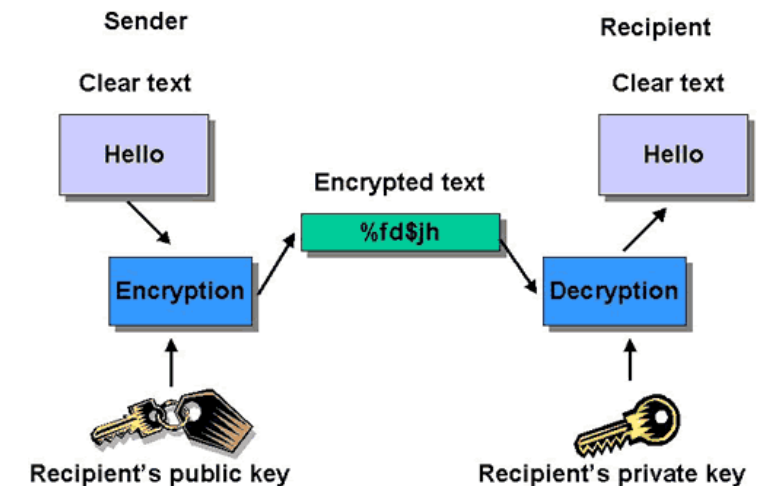 Sender
Recipient
Clear text
Clear text
Hello
Hello
Encrypted text
%fd$jh
Encryption
Decryption
Recipient's public key
Recipient's private key